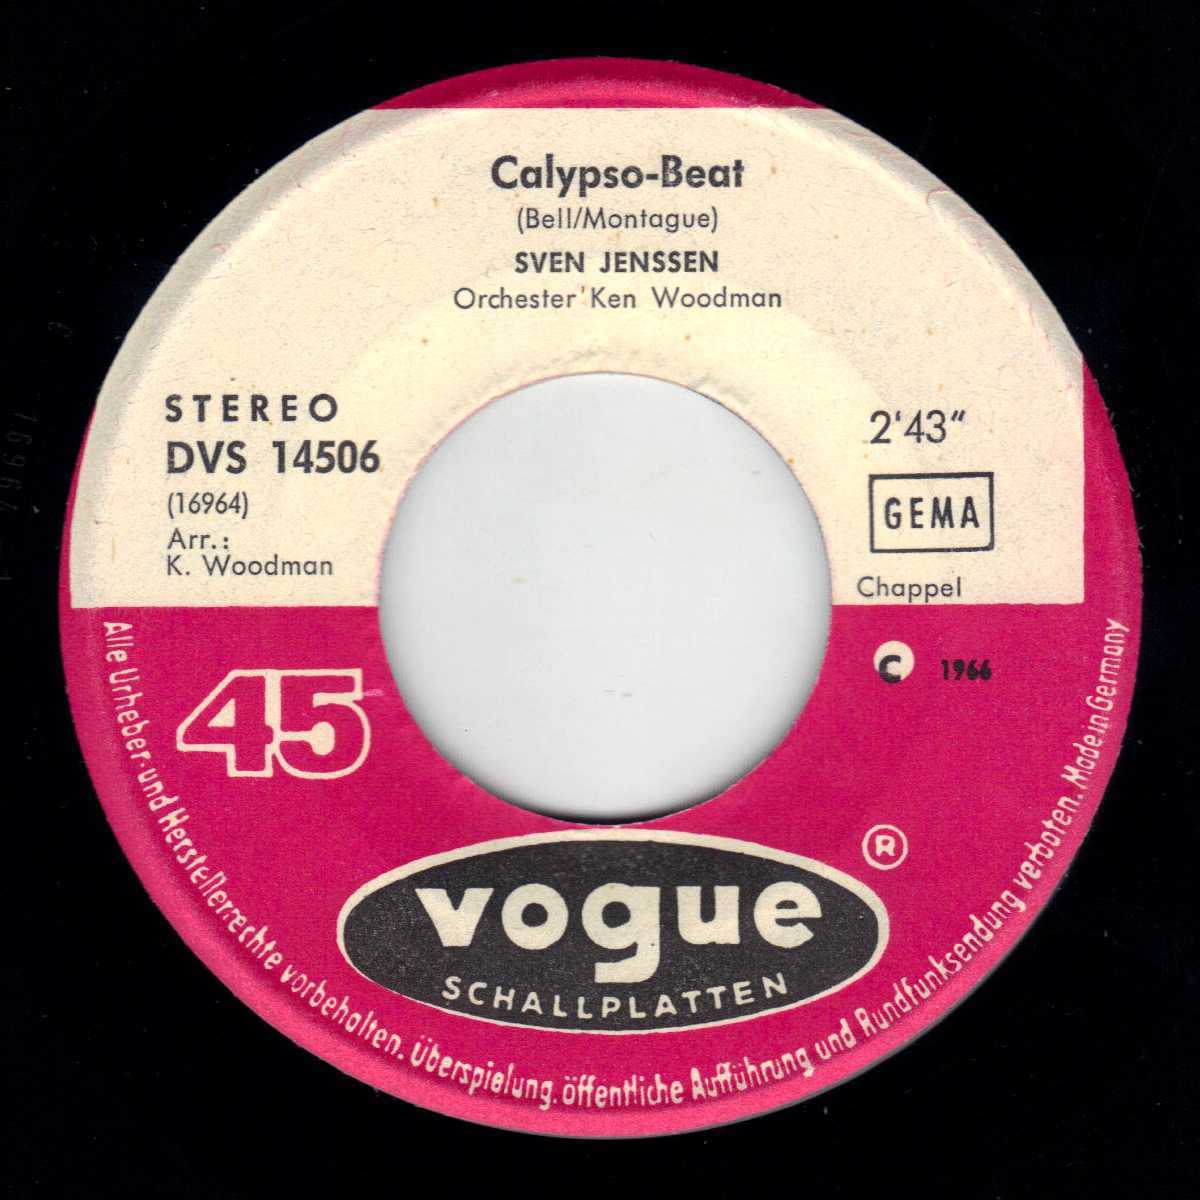 Calypso-Beat
(Bell/Montague)
SVEN JENSSEN
Orchester Ken Woodman
STEREO
DVS 14506
(16964)
Arr.:
K. Woodman
2'43“
GEMA
Chappel
45
C 1966
vogue
®
SCHALLPLATTEN
Alle Urheber-und Herstellerrechte vorbehalten. Überspielung. öffentliche Aufführung und Rundfunksendung verboten. Made in Germany